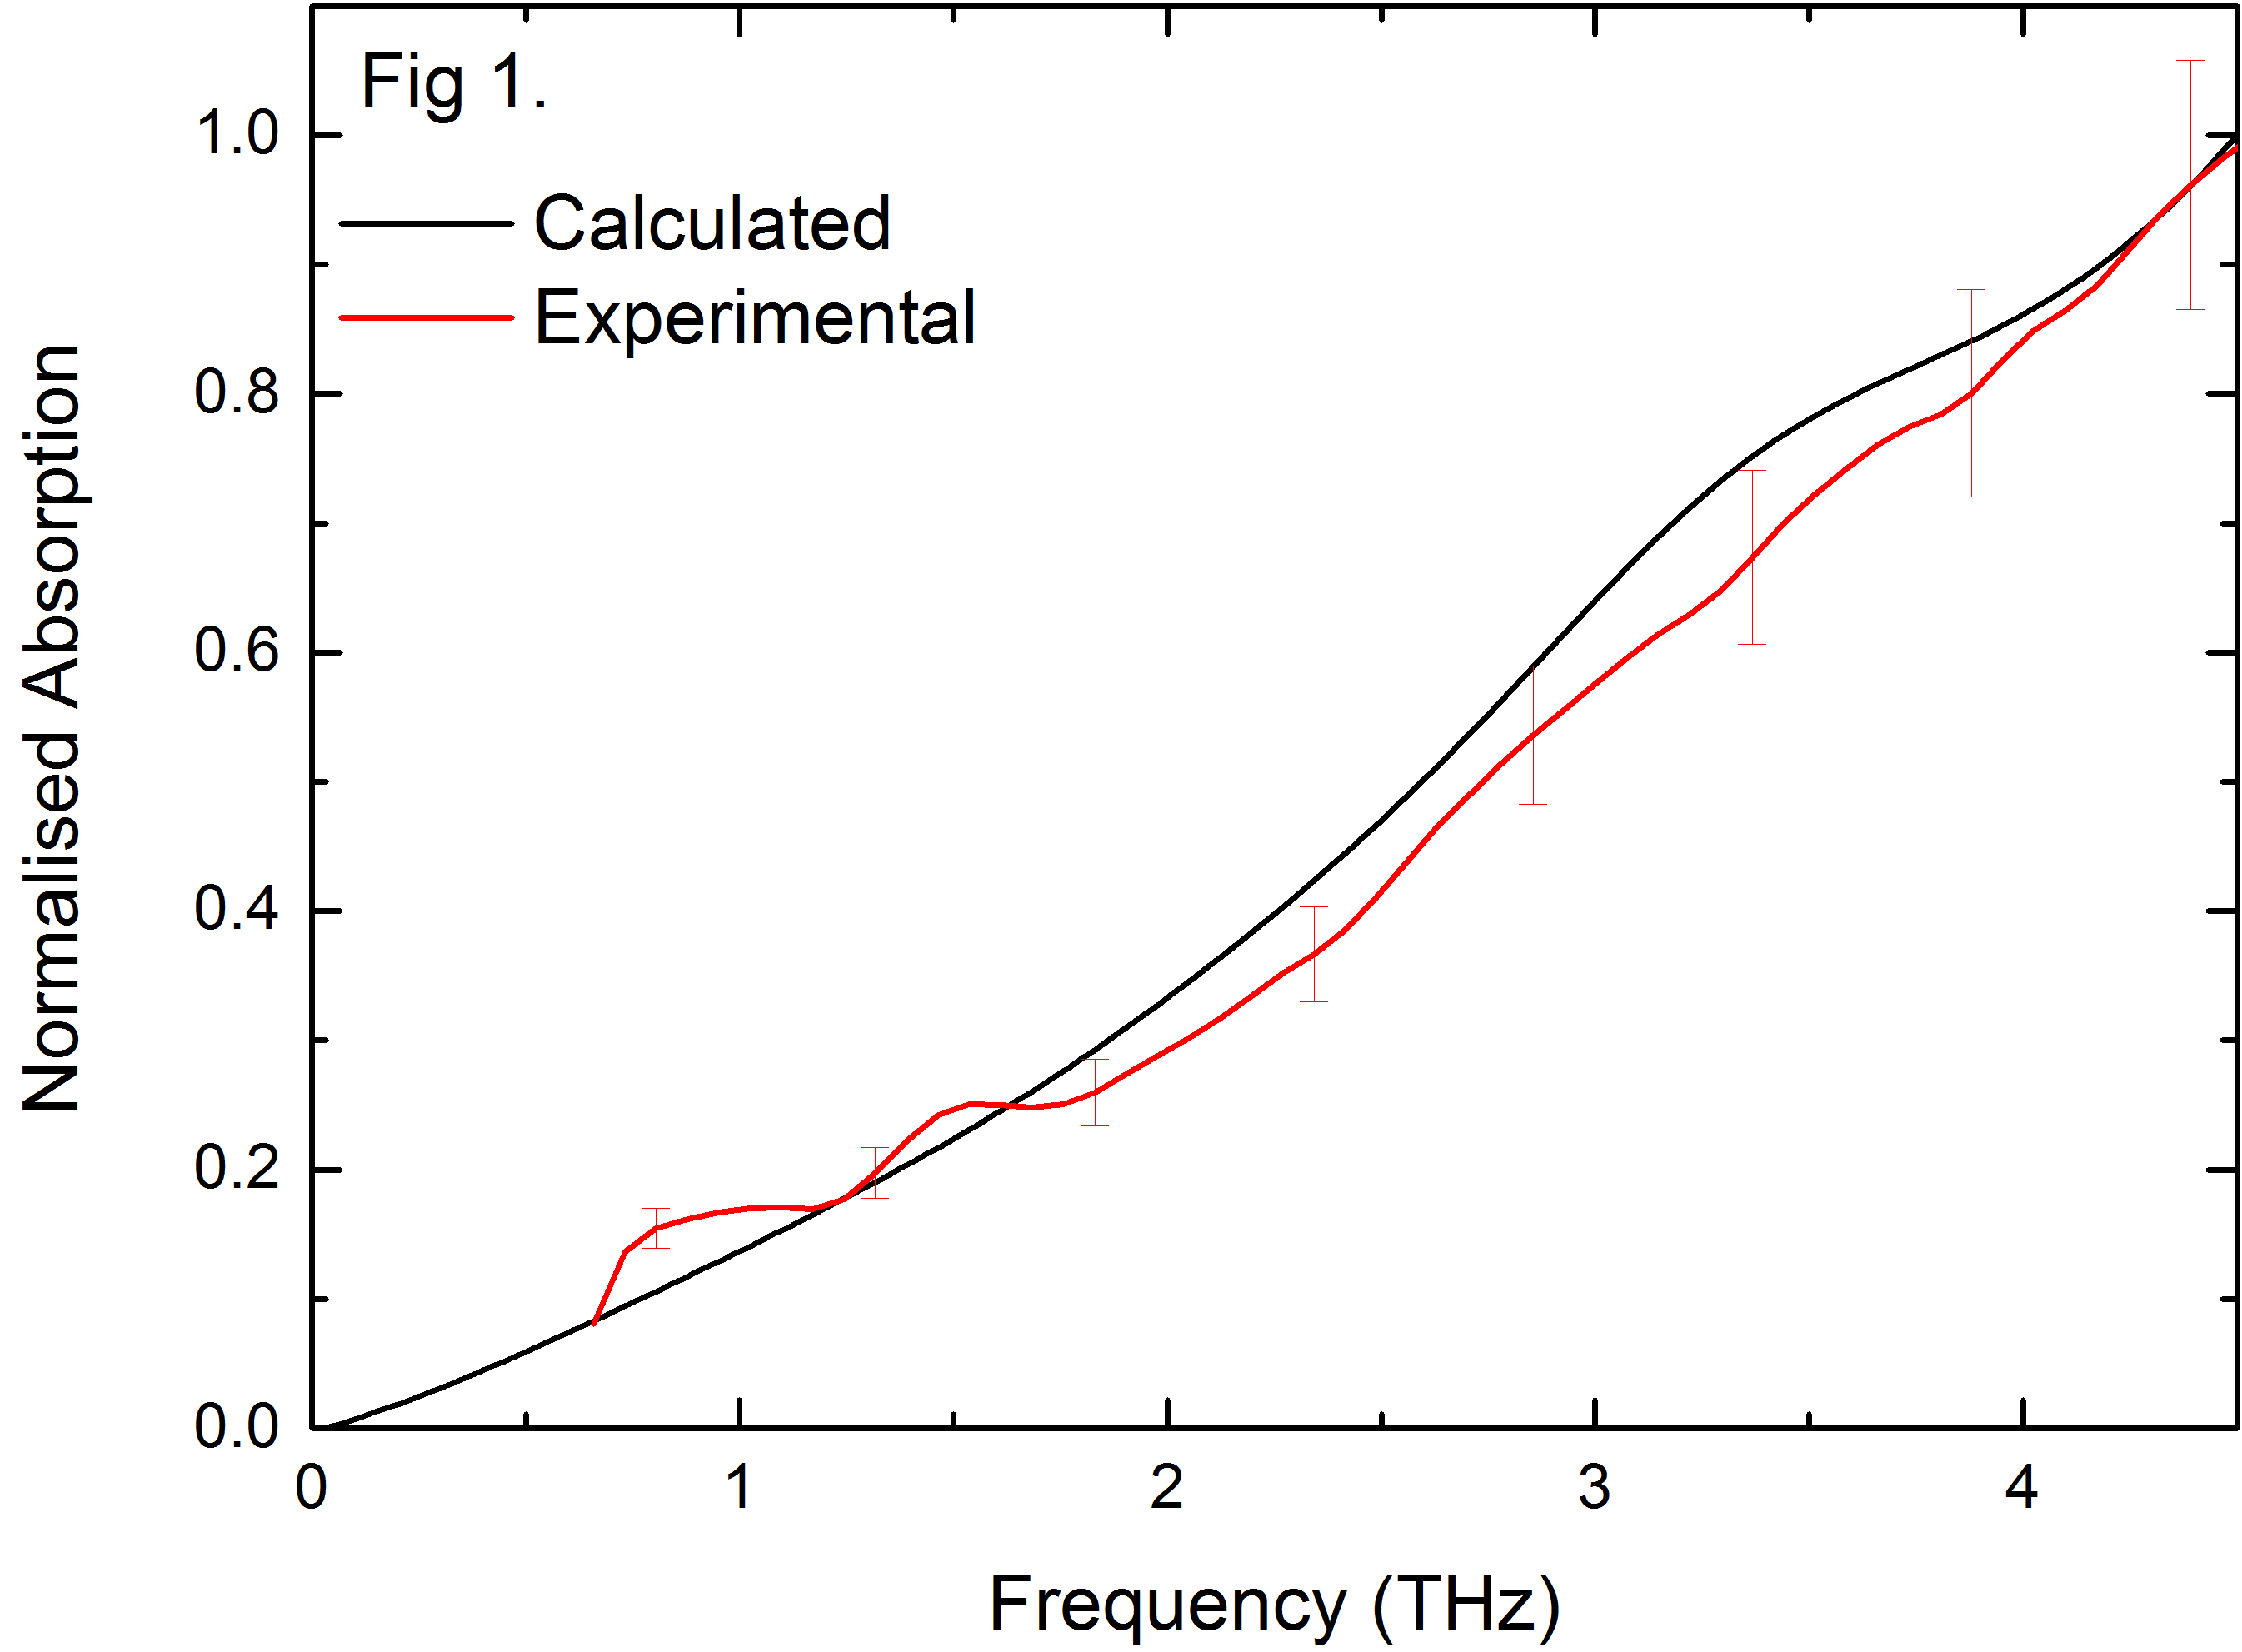 Fig 1.
Calculated
Experimental
Normalised Absorption
1.0
0.8
0.6
0.4
0.2
0.0
0 1 2 3 4
Frequency (THz)